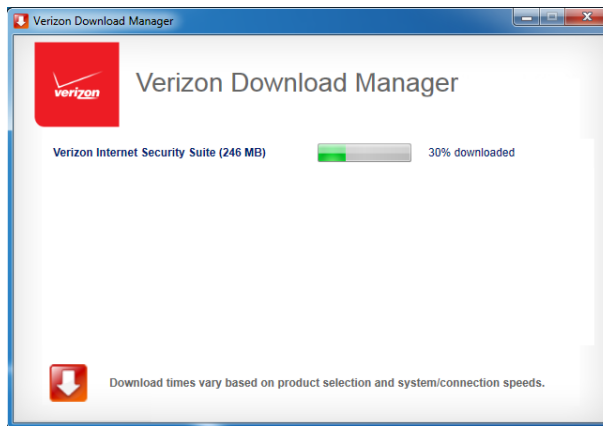 Verizon Download Manager
verizon
Verizon Download Manager
Verizon Internet Security Suite (246 MB) 30% downloaded
Download times vary based on product selection and system/connection speeds.